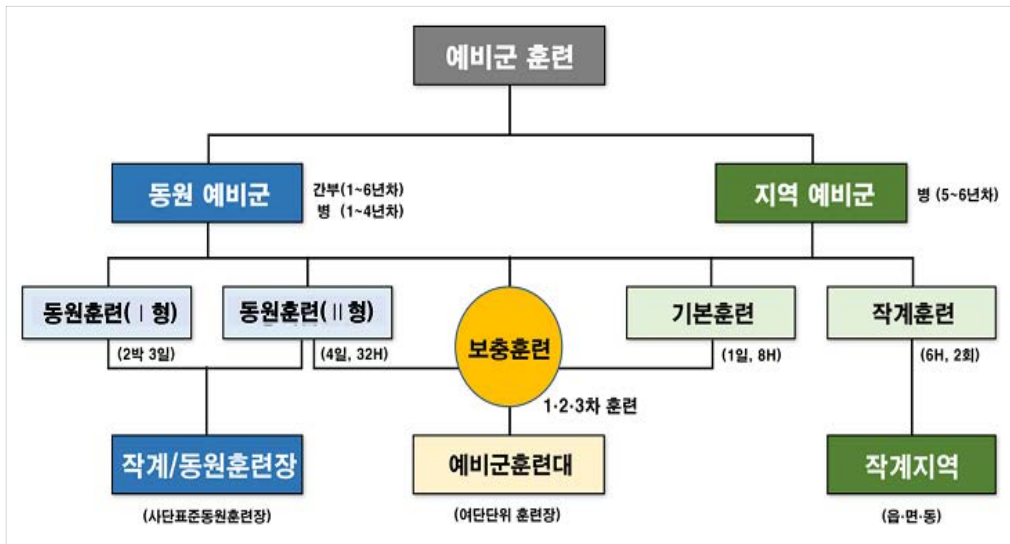 예비군 훈련
동원 예비군
간부(1~6년차)
병 (1~4년차)
지역 예비군
병 (5~6년차)
동원훈련(Ⅰ형)
(2박 3일)
동원훈련(Ⅱ형)
(4일, 32H)
보충훈련
1·2·3차 훈련
기본훈련
(1일, 8H)
작계훈련
(6H, 2회)
작계/동원훈련장
(사단표준동원훈련장)
예비군훈련대
(여단단위 훈련장)
작계지역
(읍·면·동)